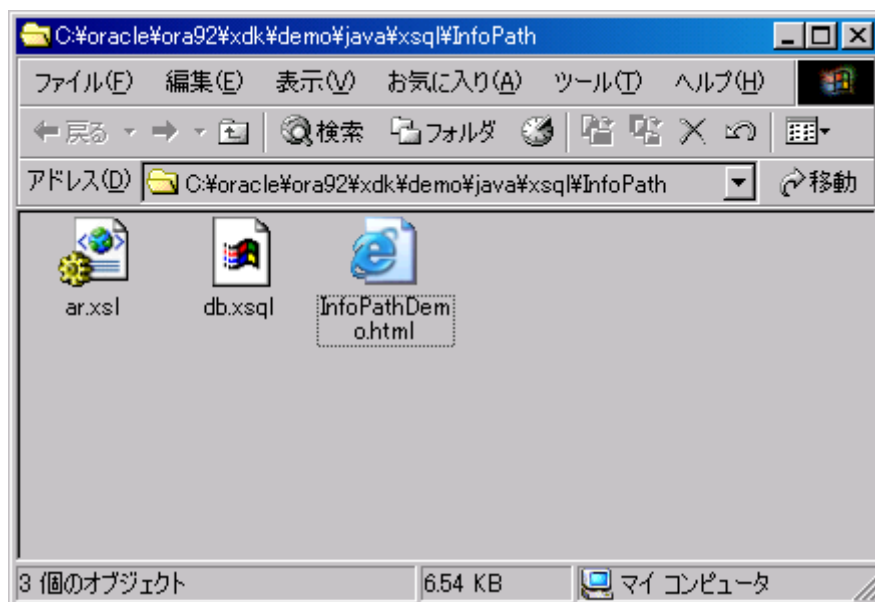 C:¥oracle¥ora92¥xdk¥demo¥java¥xsql¥InfoPath
ファイル(F) 編集(E) 表示(V) お気に入り(A) ツール(T) ヘルプ(H)
戻る 検索 フォルダ
アドレス(D) C:¥oracle¥ora92¥xdk¥demo¥java¥xsql¥InfoPath 移動
ar.xsl db.xsql InfoPathDem
o.html
3 個のオブジェクト 6.54 KB マイ コンピュータ